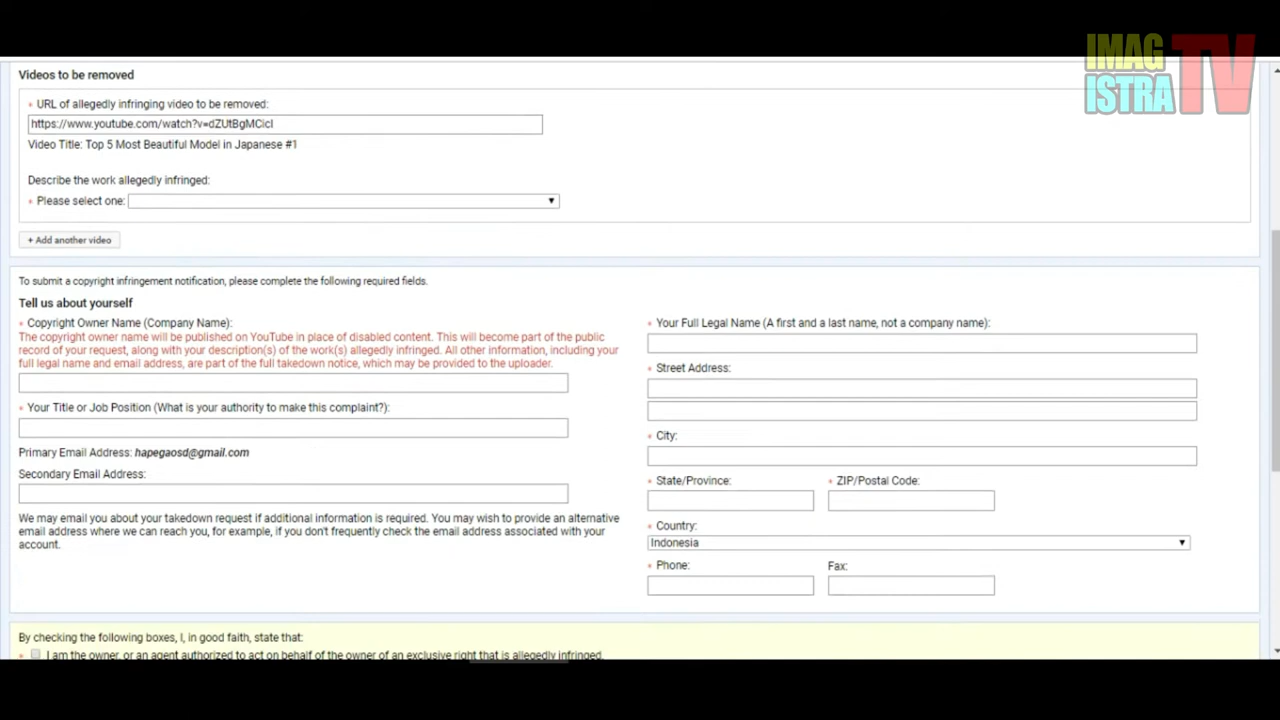 IMAG
ISTRA
TV
Videos to be removed
* URL of allegedly infringing video to be removed:
https://www.youtube.com/watch?v=dZUtBgMCicI
Video Title: Top 5 Most Beautiful Model in Japanese #1
Describe the work allegedly infringed:
* Please select one:
+ Add another video
To submit a copyright infringement notification, please complete the following required fields.
Tell us about yourself
* Copyright Owner Name (Company Name):
The copyright owner name will be published on YouTube in place of disabled content. This will become part of the public
record of your request, along with your description(s) of the work(s) allegedly infringed. All other information, including your
full legal name and email address, are part of the full takedown notice, which may be provided to the uploader.
* Your Title or Job Position (What is your authority to make this complaint?):
Primary Email Address: hapegaosd@gmail.com
Secondary Email Address:
We may email you about your takedown request if additional information is required. You may wish to provide an alternative
email address where we can reach you, for example, if you don't frequently check the email address associated with your
account.
* Your Full Legal Name (A first and a last name, not a company name):
* Street Address:
* City:
* State/Province:
* ZIP/Postal Code:
* Country:
Indonesia
* Phone:
Fax:
By checking the following boxes, I, in good faith, state that:
* I am the owner, or an agent authorized to act on behalf of the owner of an exclusive right that is allegedly infringed.